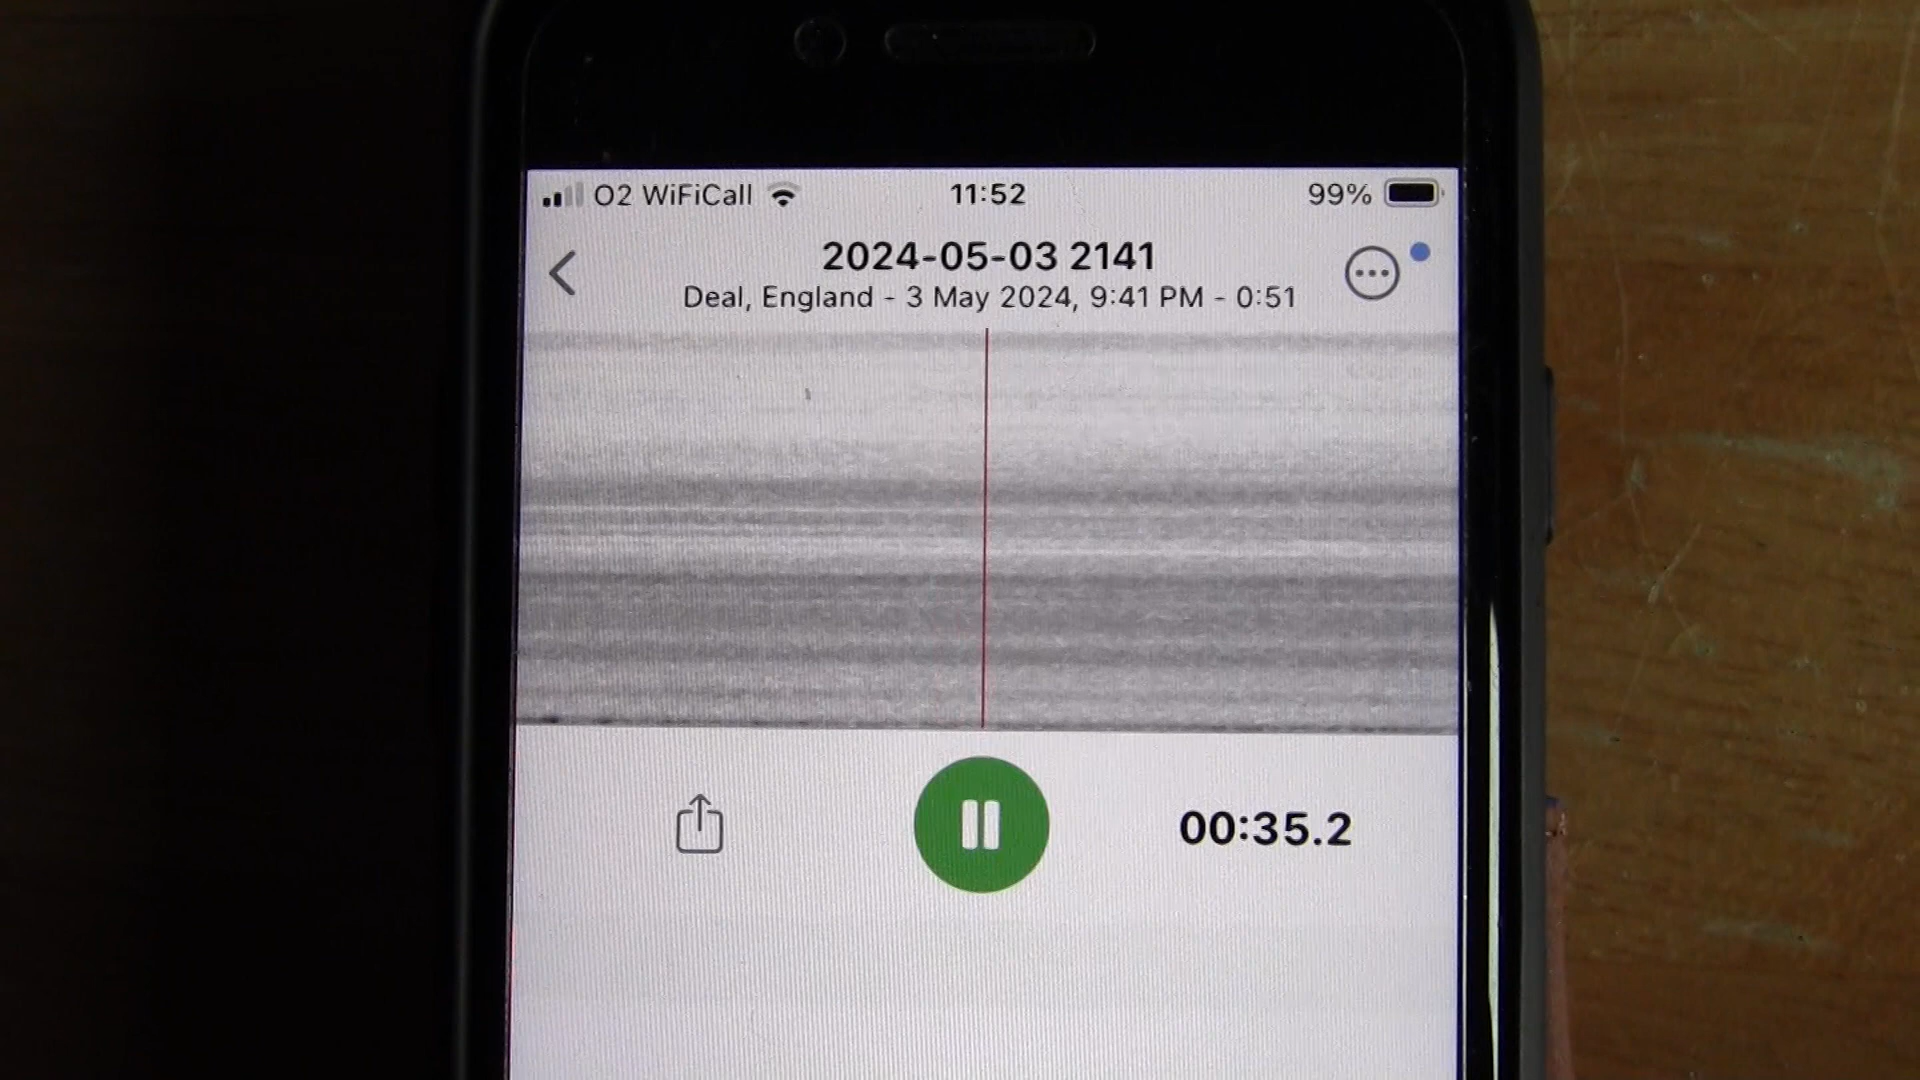 O2 WiFiCall 11:52 99%
2024-05-03 2141
Deal, England - 3 May 2024, 9:41 PM - 0:51
00:35.2